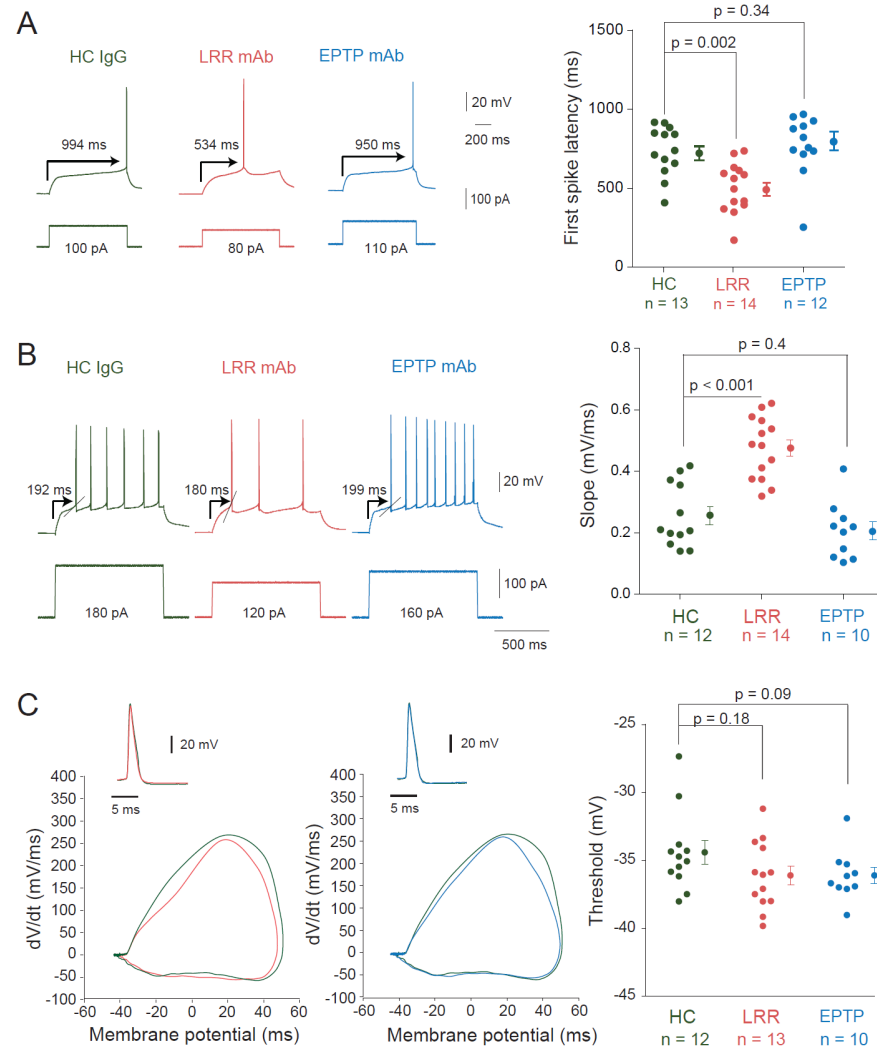 A
HC IgG
LRR mAb
EPTP mAb
994 ms
534 ms
950 ms
20 mV
200 ms
100 pA
100 pA
80 pA
110 pA
First spike latency
(ms)
1500
1000
500
0
p = 0.34
p = 0.002
HC
n = 13
LRR
n = 14
EPTP
n = 12
B
HC IgG
LRR mAb
EPTP mAb
192 ms
180 ms
199 ms
20 mV
100 pA
180 pA
120 pA
160 pA
500 ms
Slope (mV/ms)
0.8
0.6
0.4
0.2
0.0
p = 0.4
p < 0.001
HC
n = 12
LRR
n = 14
EPTP
n = 10
C
20 mV
5 ms
dV/dt (mV/ms)
400
350
300
250
200
150
100
50
0
-50
-100
-60
-40
-20
0
20
40
60
Membrane potential (ms)
20 mV
5 ms
dV/dt (mV/ms)
400
350
300
250
200
150
100
50
0
-50
-100
-60
-40
-20
0
20
40
60
Membrane potential (ms)
Threshold (mV)
-25
-30
-35
-40
-45
p = 0.09
p = 0.18
HC
n = 12
LRR
n = 13
EPTP
n = 10